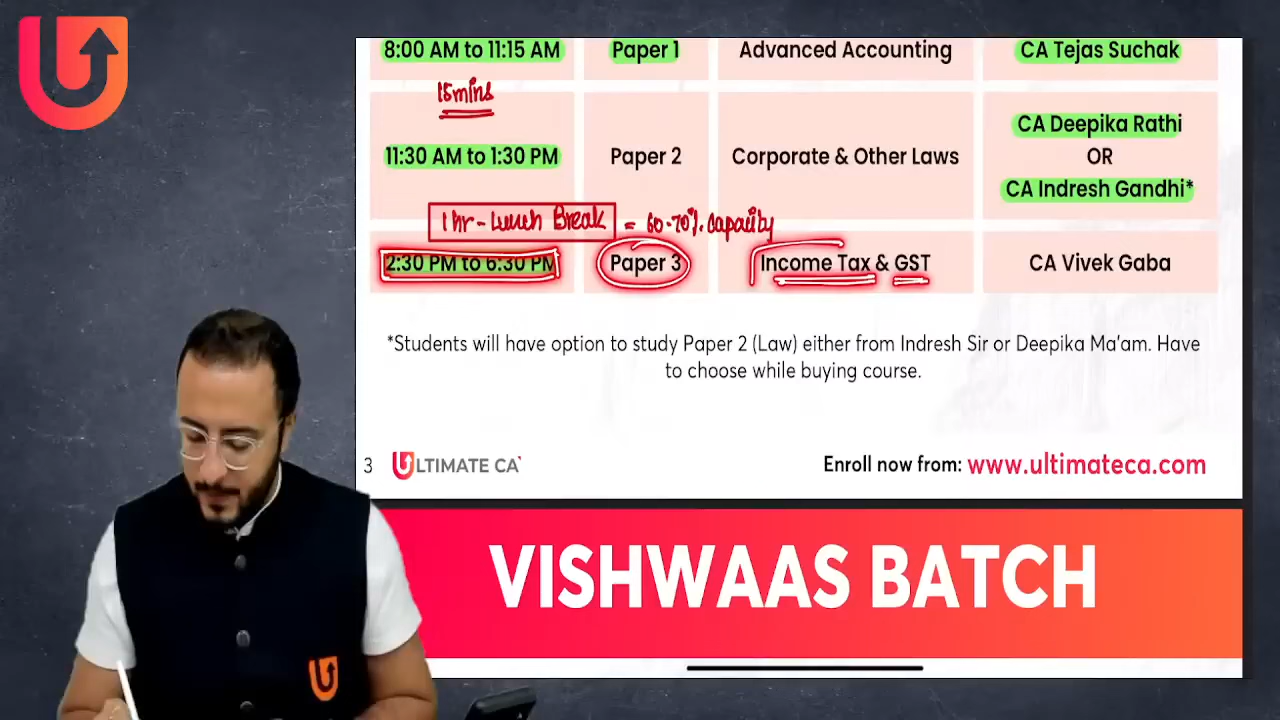 8:00 AM to 11:15 AM Paper 1 Advanced Accounting CA Tejas Suchak
15mins
CA Deepika Rathi
11:30 AM to 1:30 PM Paper 2 Corporate & Other Laws OR
CA Indresh Gandhi*
1 hr - Lunch Break = 60-70% capacity
2:30 PM to 6:30 PM Paper 3 Income Tax & GST CA Vivek Gaba
*Students will have option to study Paper 2 (Law) either from Indresh Sir or Deepika Ma'am. Have
to choose while buying course.
3 ULTIMATE CA Enroll now from: www.ultimateca.com
VISHWAAS BATCH